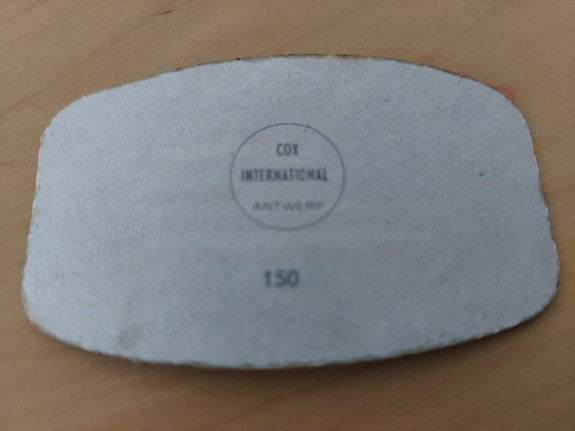 COX
INTERNATIONAL
ANTWERP
150